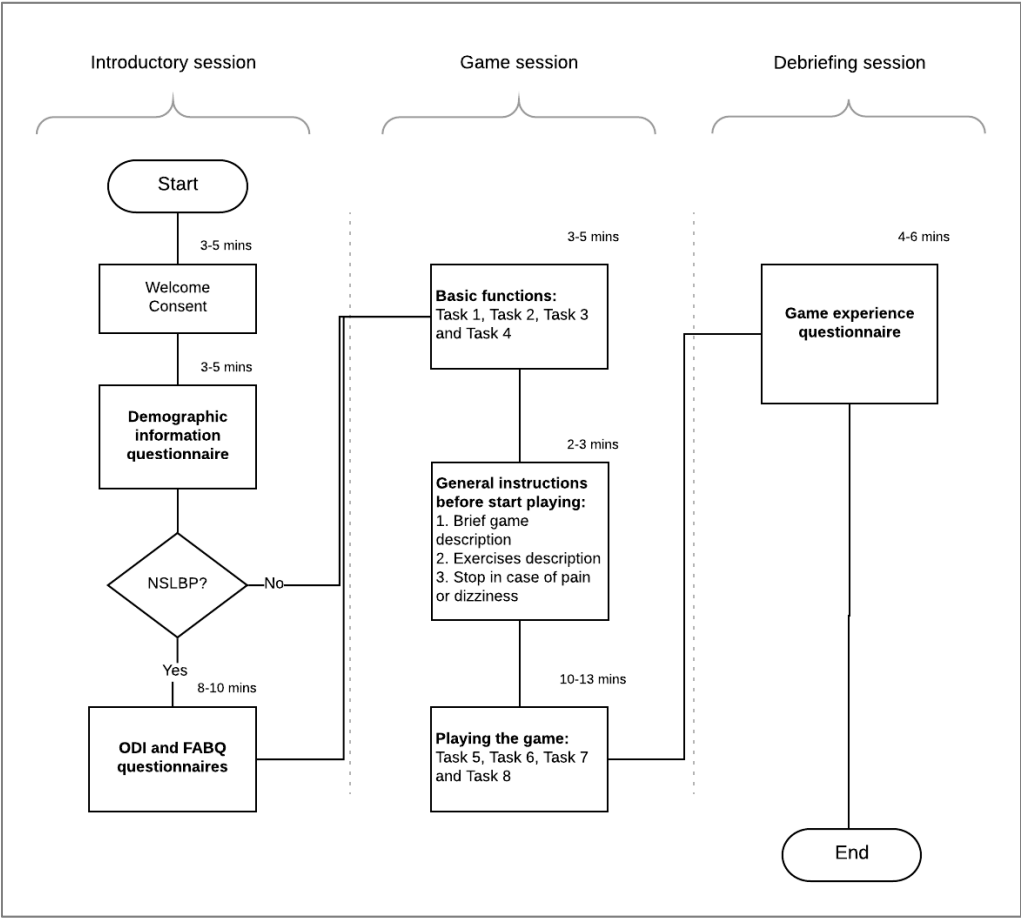 Introductory session
Game session
Debriefing session
Start
3-5 mins
Welcome
Consent
3-5 mins
Demographic
information
questionnaire
NSLBP?
No
Yes
8-10 mins
ODI and FABQ
questionnaires
3-5 mins
Basic functions:
Task 1, Task 2, Task 3
and Task 4
2-3 mins
General instructions
before start playing:
1. Brief game
description
2. Exercises description
3. Stop in case of pain
or dizziness
10-13 mins
Playing the game:
Task 5, Task 6, Task 7
and Task 8
4-6 mins
Game experience
questionnaire
End